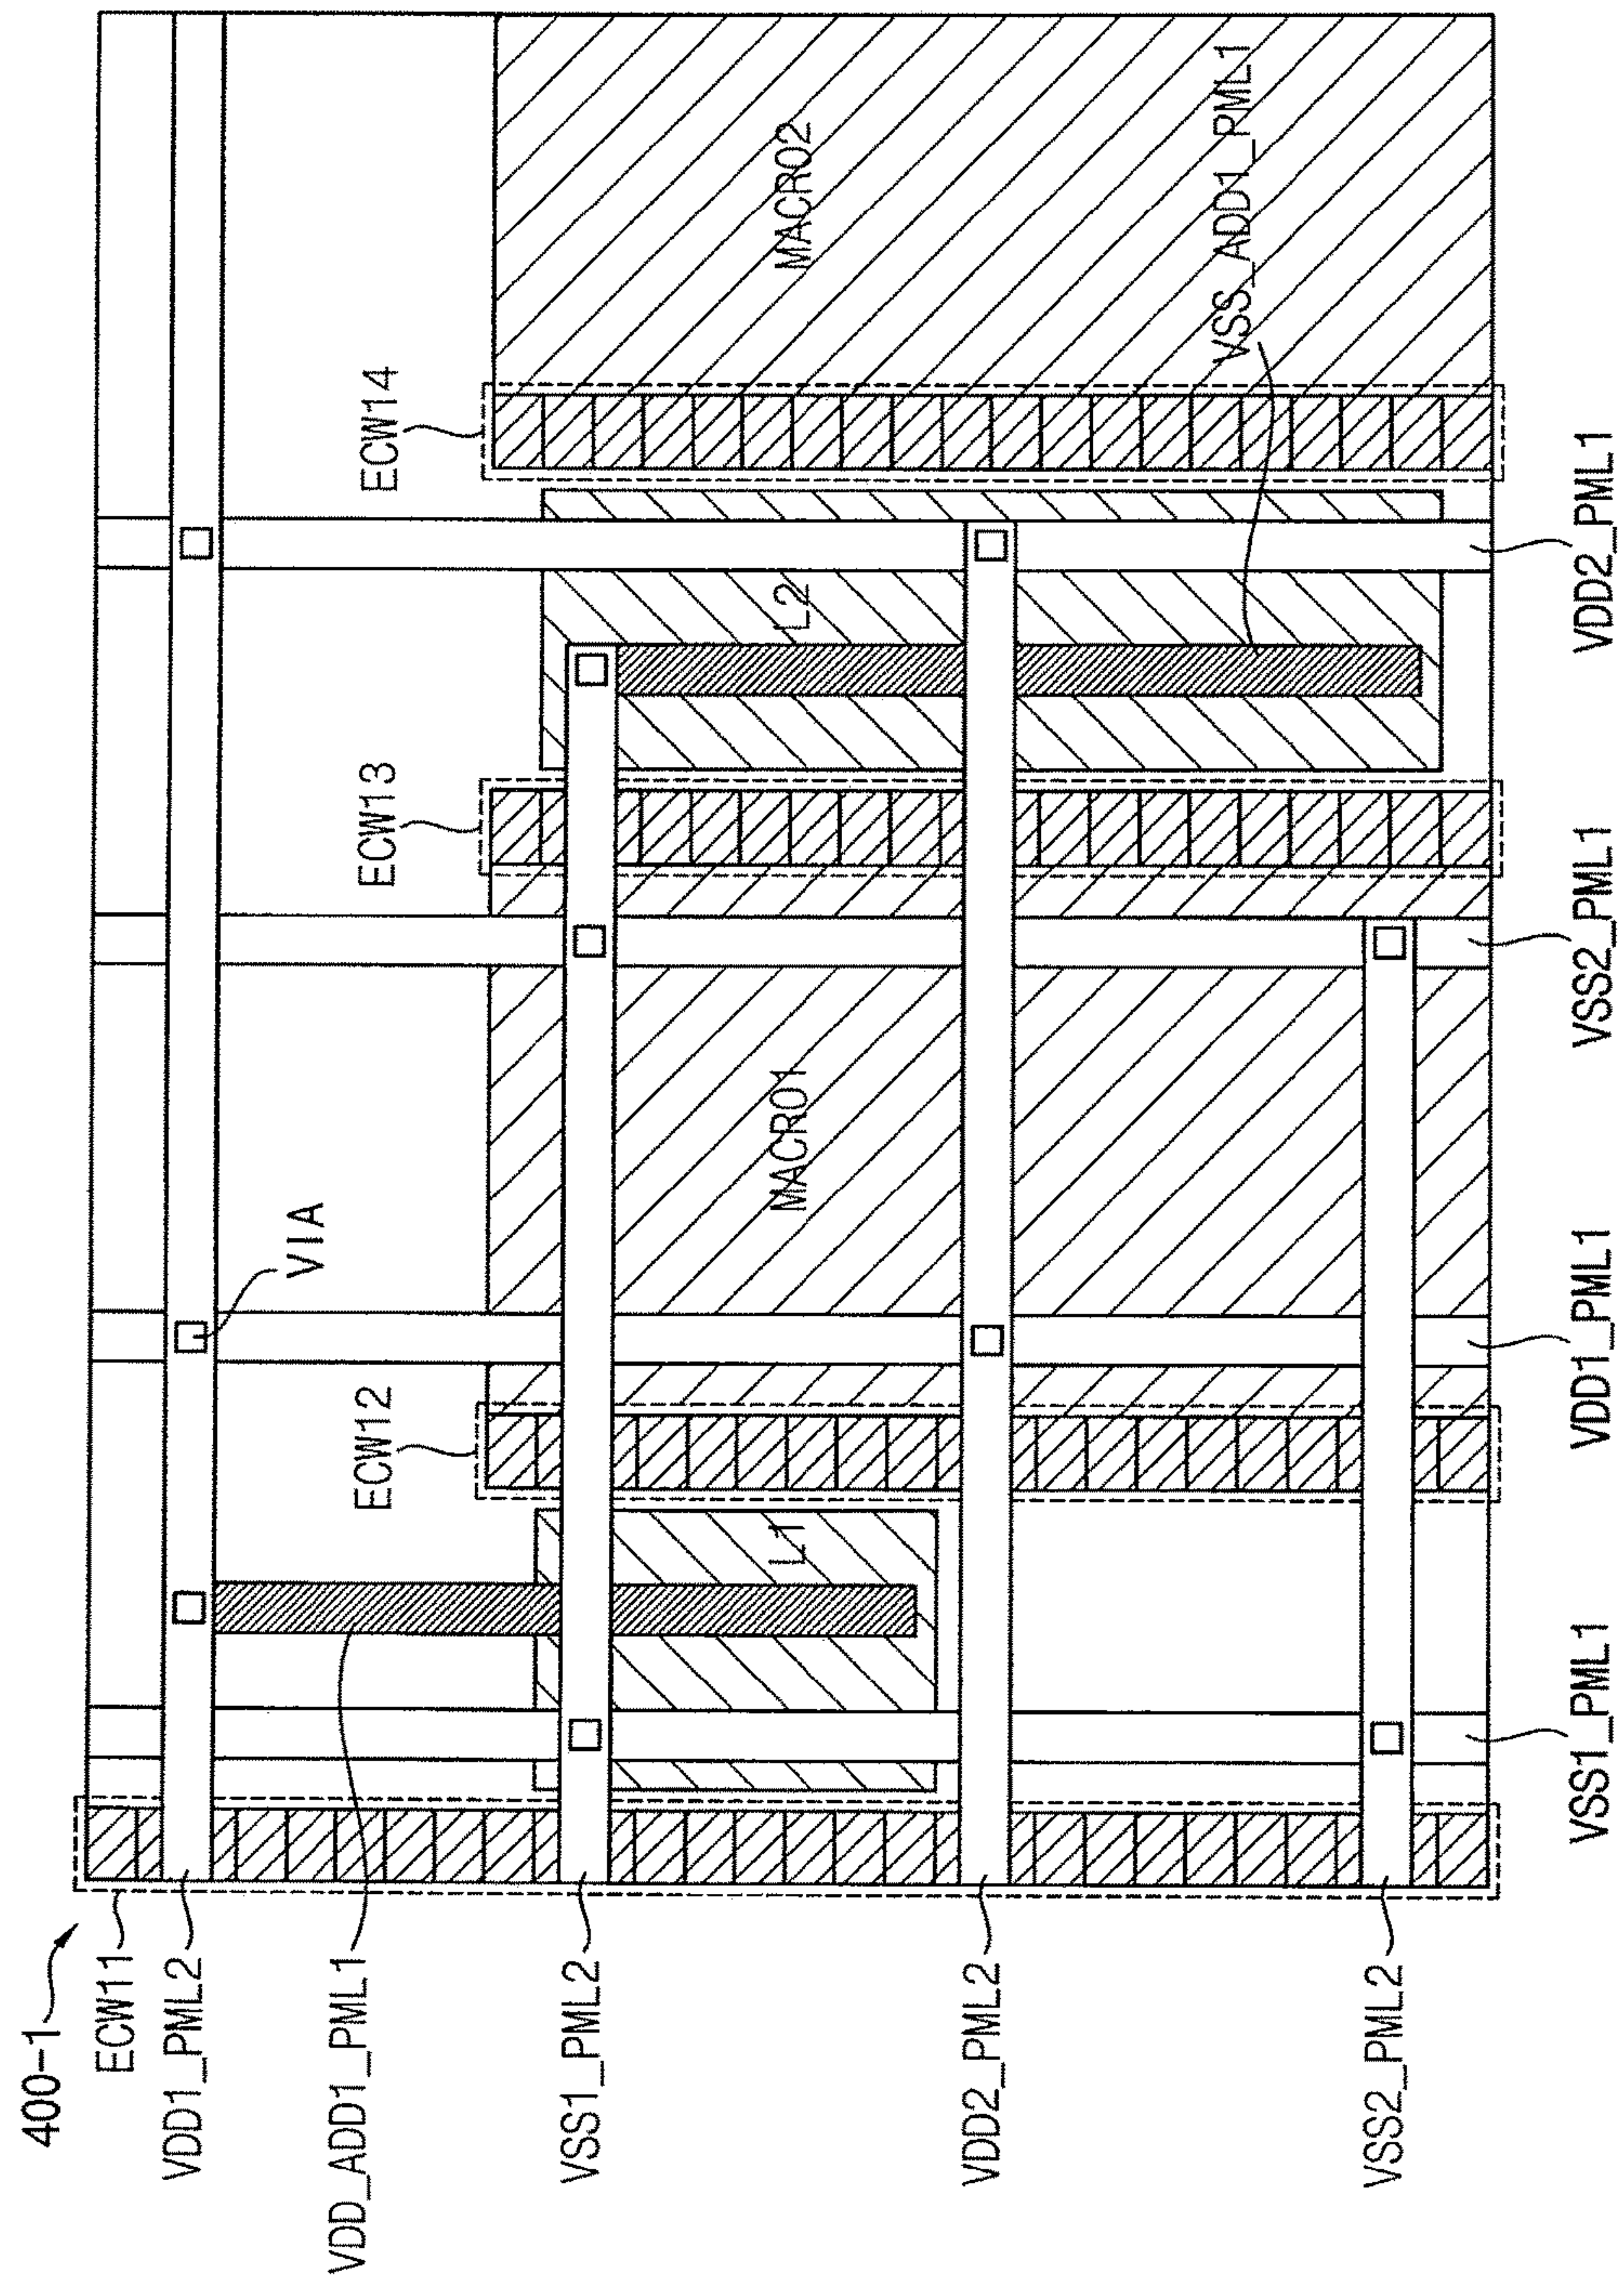 400-1
ECW11
VDD1_PML2
VDD_ADD1_PML1
VSS1_PML2
VDD2_PML2
VSS2_PML2
ECW12
VIA
ECW13
ECW14
L1
MACRO1
L2
MACRO2
VSS_ADD1_PML1
VSS1_PML1
VDD1_PML1
VSS2_PML1
VDD2_PML1